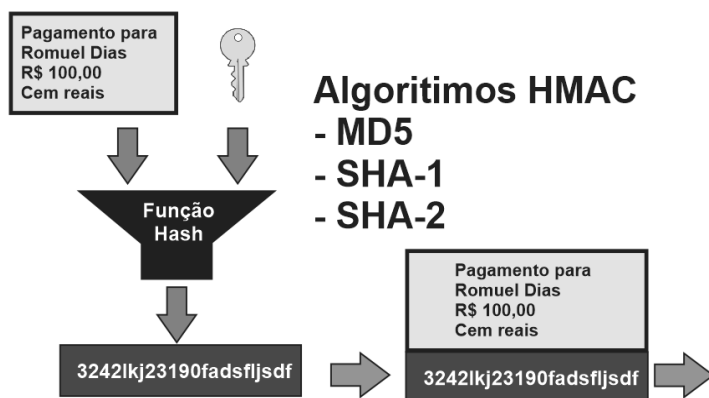 Pagamento para
Romuel Dias
R$ 100,00
Cem reais
Algoritimos HMAC
- MD5
- SHA-1
- SHA-2
Função
Hash
Pagamento para
Romuel Dias
R$ 100,00
Cem reais
3242lkj23190fadsfljsdf
3242lkj23190fadsfljsdf